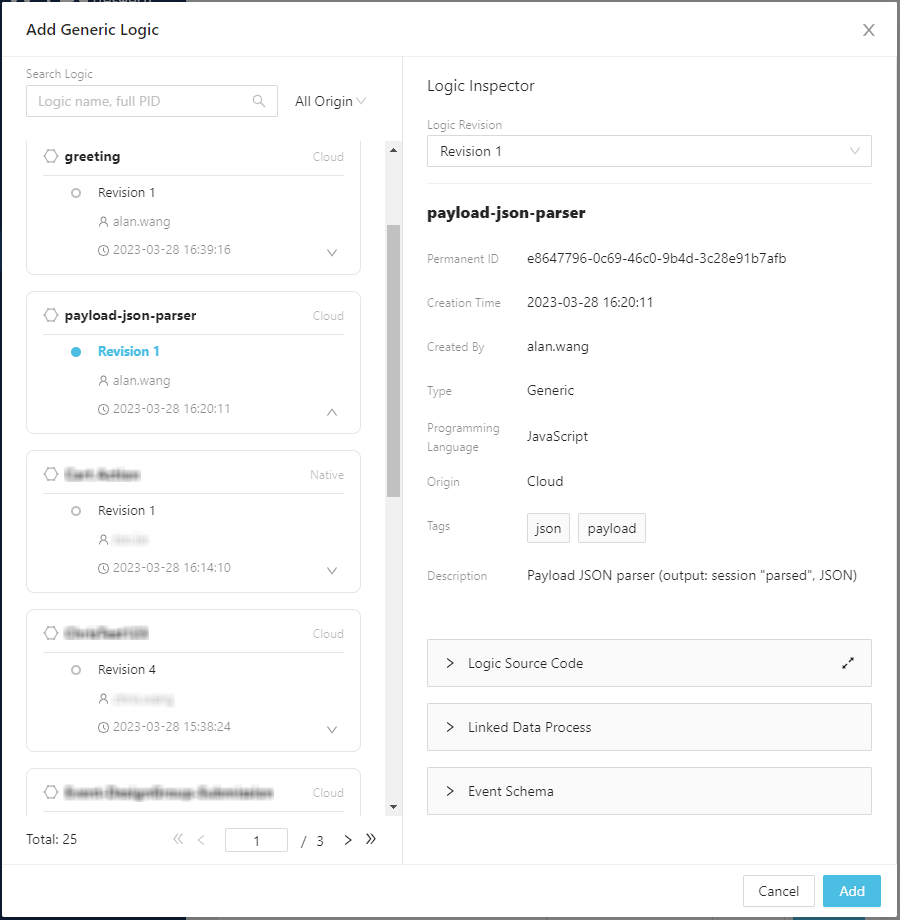 Add Generic Logic
Search Logic
Logic name, full PID
All Origin
greeting
Cloud
Revision 1
alan.wang
2023-03-28 16:39:16
payload-json-parser
Cloud
Revision 1
alan.wang
2023-03-28 16:20:11
Native
Revision 1
2023-03-28 16:14:10
Cloud
Revision 4
2023-03-28 15:38:24
Cloud
Total: 25
1 / 3
Logic Inspector
Logic Revision
Revision 1
payload-json-parser
Permanent ID e8647796-0c69-46c0-9b4d-3c28e91b7afb
Creation Time 2023-03-28 16:20:11
Created By alan.wang
Type Generic
Programming
Language
JavaScript
Origin Cloud
Tags json payload
Description Payload JSON parser (output: session "parsed", JSON)
Logic Source Code
Linked Data Process
Event Schema
Cancel Add